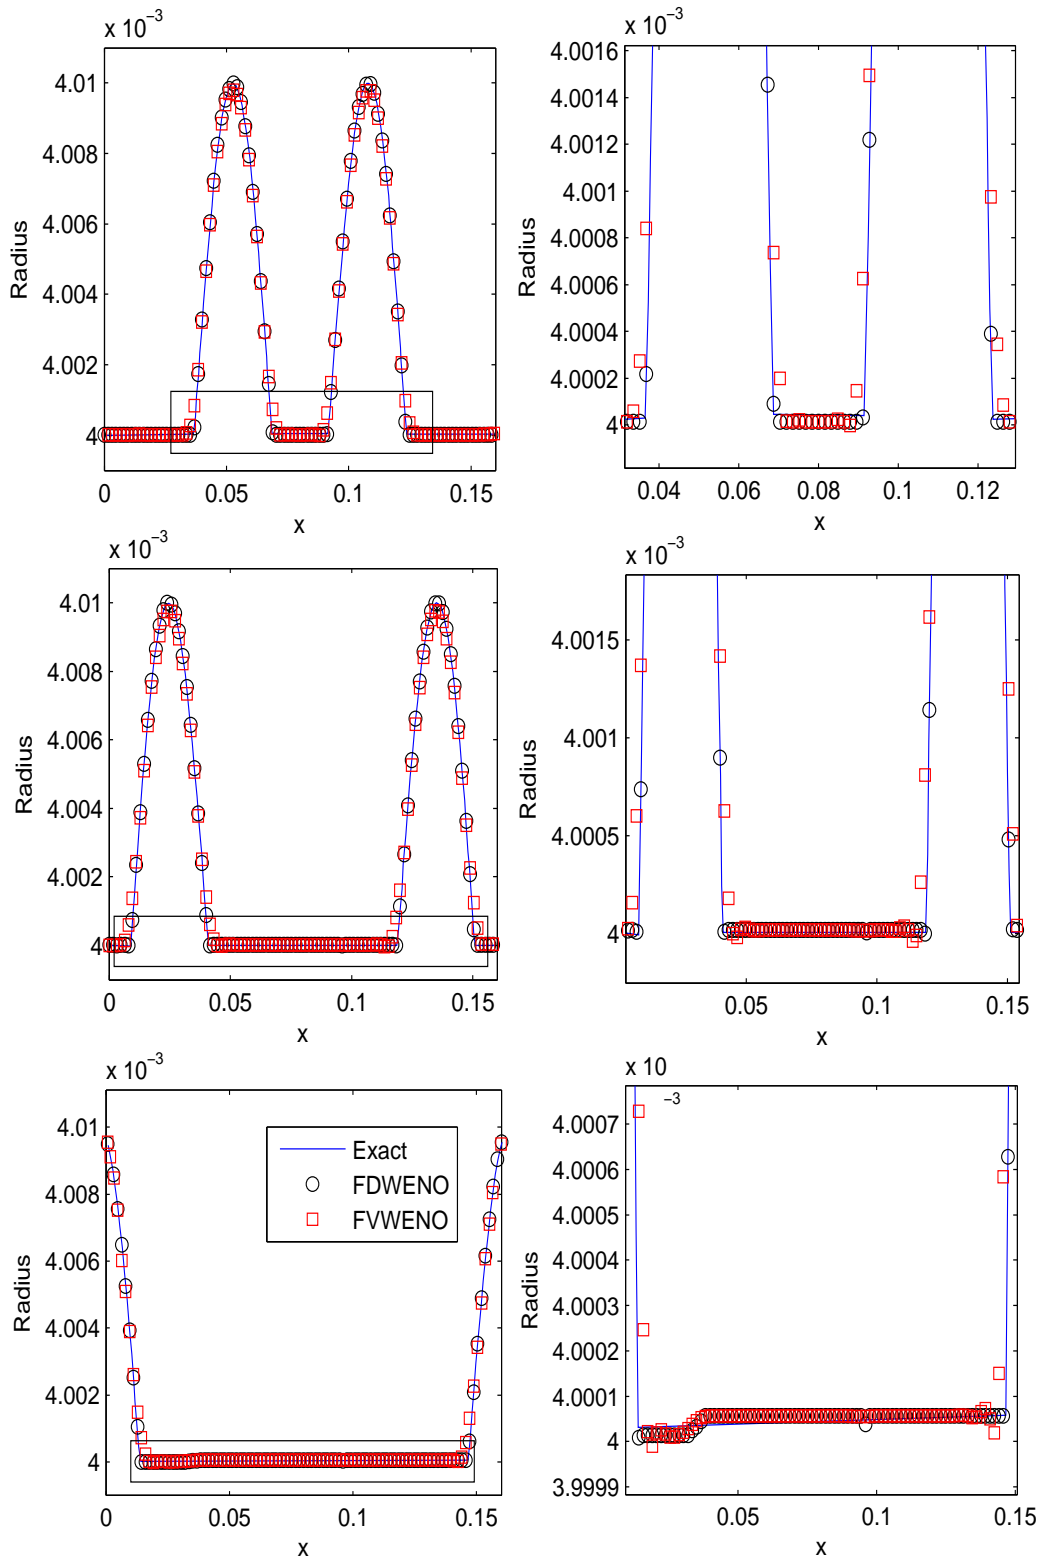 x 10⁻³
4.01
4.008
4.006
4.004
4.002
4
Radius
0 0.05 0.1 0.15
x
4.0016
4.0014
4.0012
4.001
4.0008
4.0006
4.0004
4.0002
4
Radius
0.04 0.06 0.08 0.1 0.12
x
x 10⁻³
x 10⁻³
4.01
4.008
4.006
4.004
4.002
4
Radius
0 0.05 0.1 0.15
x
x 10⁻³
4.0015
4.001
4.0005
4
Radius
0.05 0.1 0.15
x
x 10⁻³
4.01
4.008
4.006
4.004
4.002
4
Radius
Exact
FDWENO
FVWENO
0 0.05 0.1 0.15
x
x 10
−3
4.0007
4.0006
4.0005
4.0004
4.0003
4.0002
4.0001
4
3.9999
Radius
0.05 0.1 0.15
x